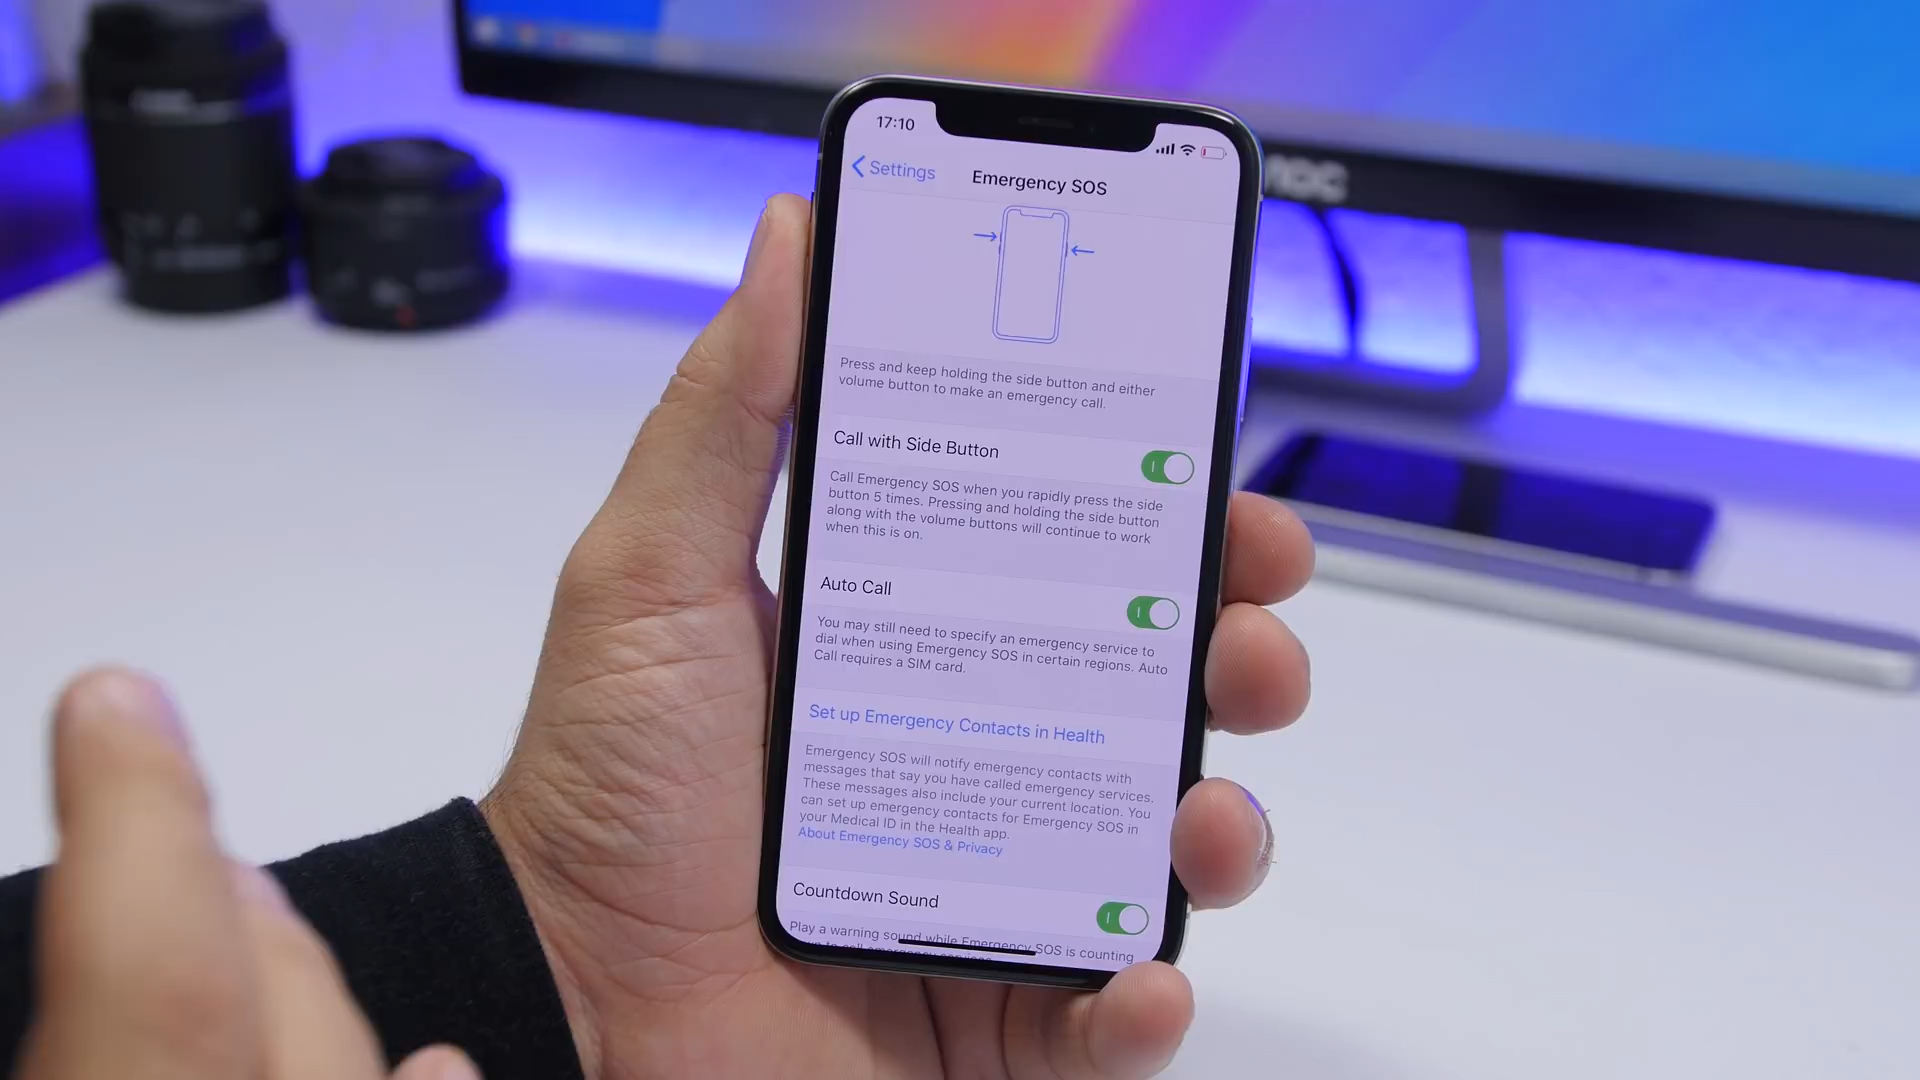 17:10
Settings
Emergency SOS
AOC
Press and keep holding the side button and either
volume button to make an emergency call.
Call with Side Button
Call Emergency SOS when you rapidly press the side
button 5 times. Pressing and holding the side button
along with the volume buttons will continue to work
when this is on.
Auto Call
You may still need to specify an emergency service to
dial when using Emergency SOS in certain regions. Auto
Call requires a SIM card.
Set up Emergency Contacts in Health
Emergency SOS will notify emergency contacts with
messages that say you have called emergency services.
These messages also include your current location. You
can set up emergency contacts for Emergency SOS in
your Medical ID in the Health app.
About Emergency SOS & Privacy
Countdown Sound
Play a warning sound while Emergency SOS is counting
to call emergency services